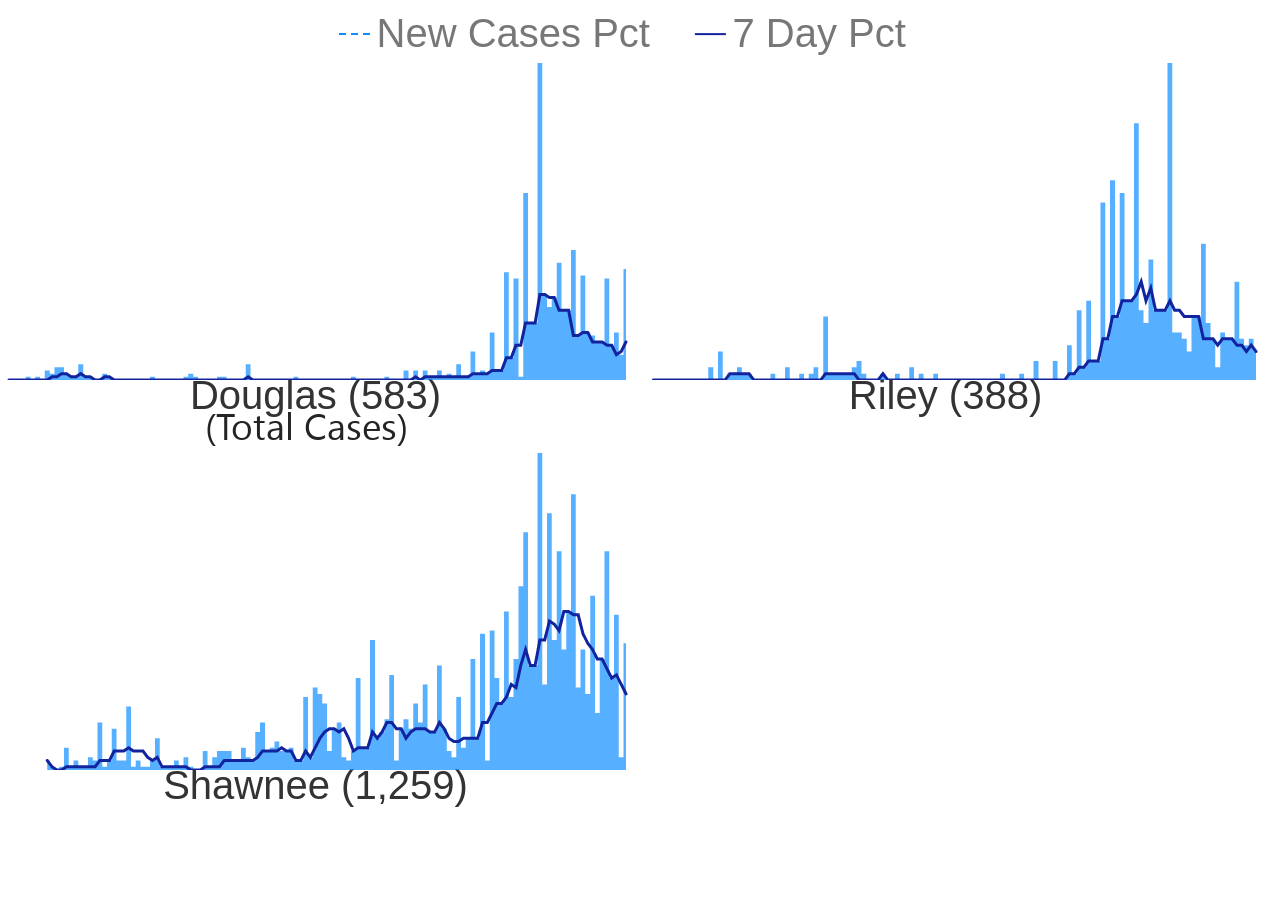 New Cases Pct 7 Day Pct
Douglas (583) Riley (388)
(Total Cases)
Shawnee (1,259)